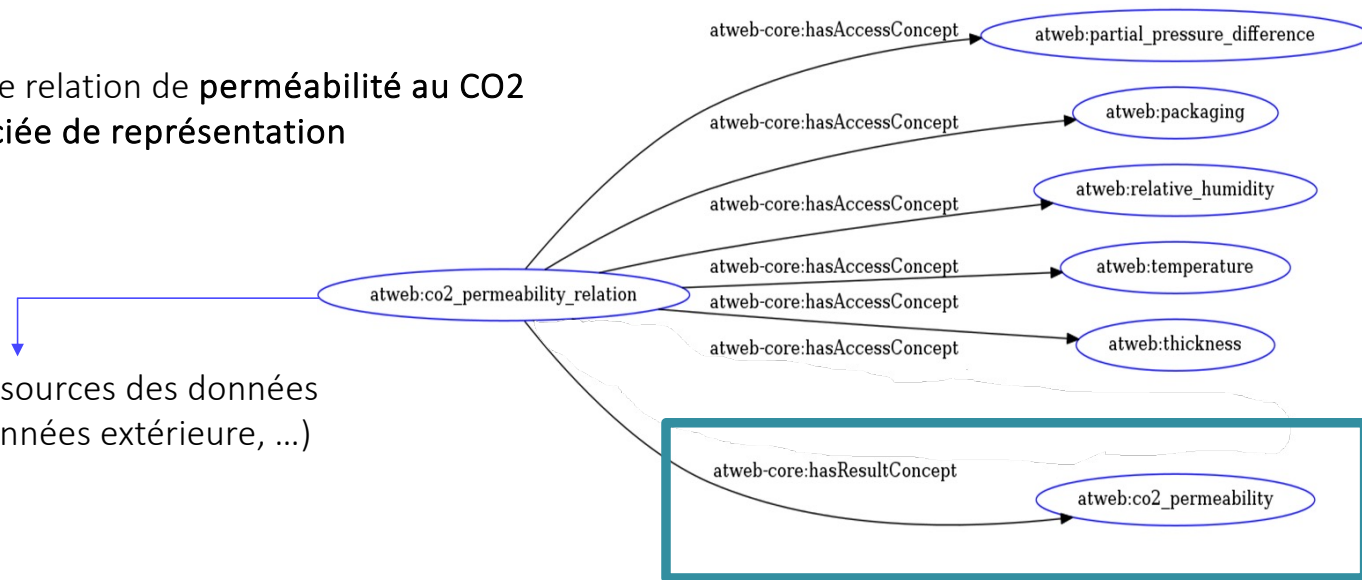 atweb-core:hasAccessConcept
atweb:partial_pressure_difference
e relation de perméabilité au CO2
ciée de représentation
atweb-core:hasAccessConcept
atweb:packaging
atweb-core:hasAccessConcept
atweb:relative_humidity
atweb-core:hasAccessConcept
atweb:temperature
atweb:co2_permeability_relation
atweb-core:hasAccessConcept
atweb-core:hasAccessConcept
atweb:thickness
sources des données
nnées extérieure, ...)
atweb-core:hasResultConcept
atweb:co2_permeability